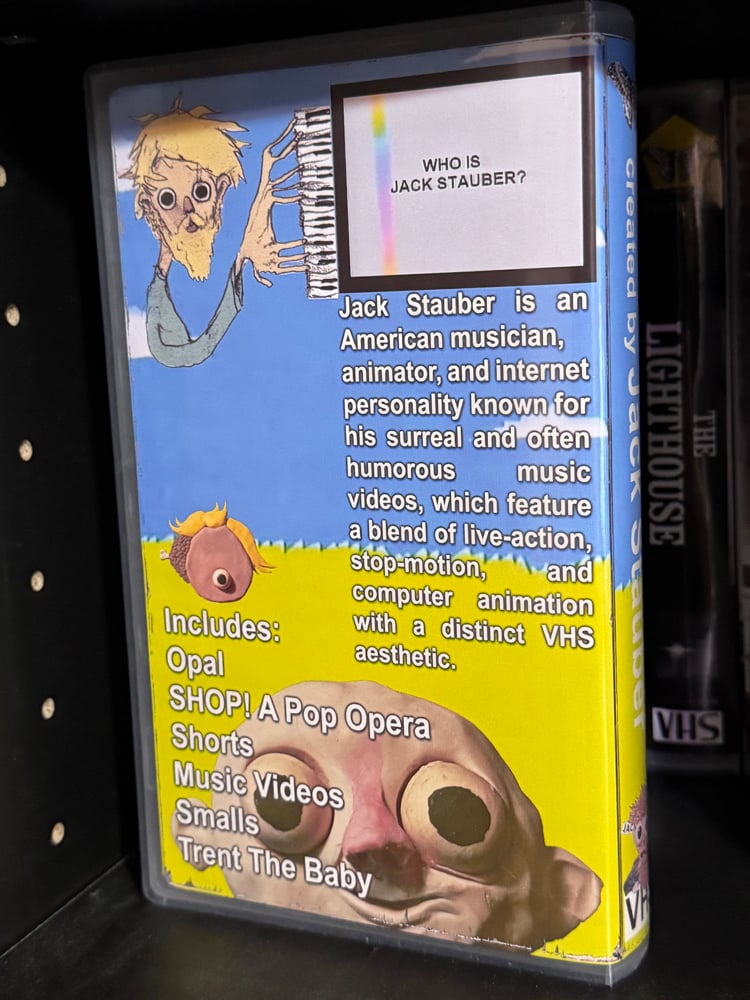 WHO IS
JACK STAUBER?
Jack Stauber is an
American musician,
animator, and internet
personality known for
his surreal and often
humorous music
videos, which feature
a blend of live-action,
stop-motion, and
computer animation
with a distinct VHS
aesthetic.
Includes:
Opal
SHOP! A Pop Opera
Shorts
Music Videos
Smalls
Trent The Baby
created by Jack Stauber
JAC
VH
THE
LIGHTHOUSE
VHS